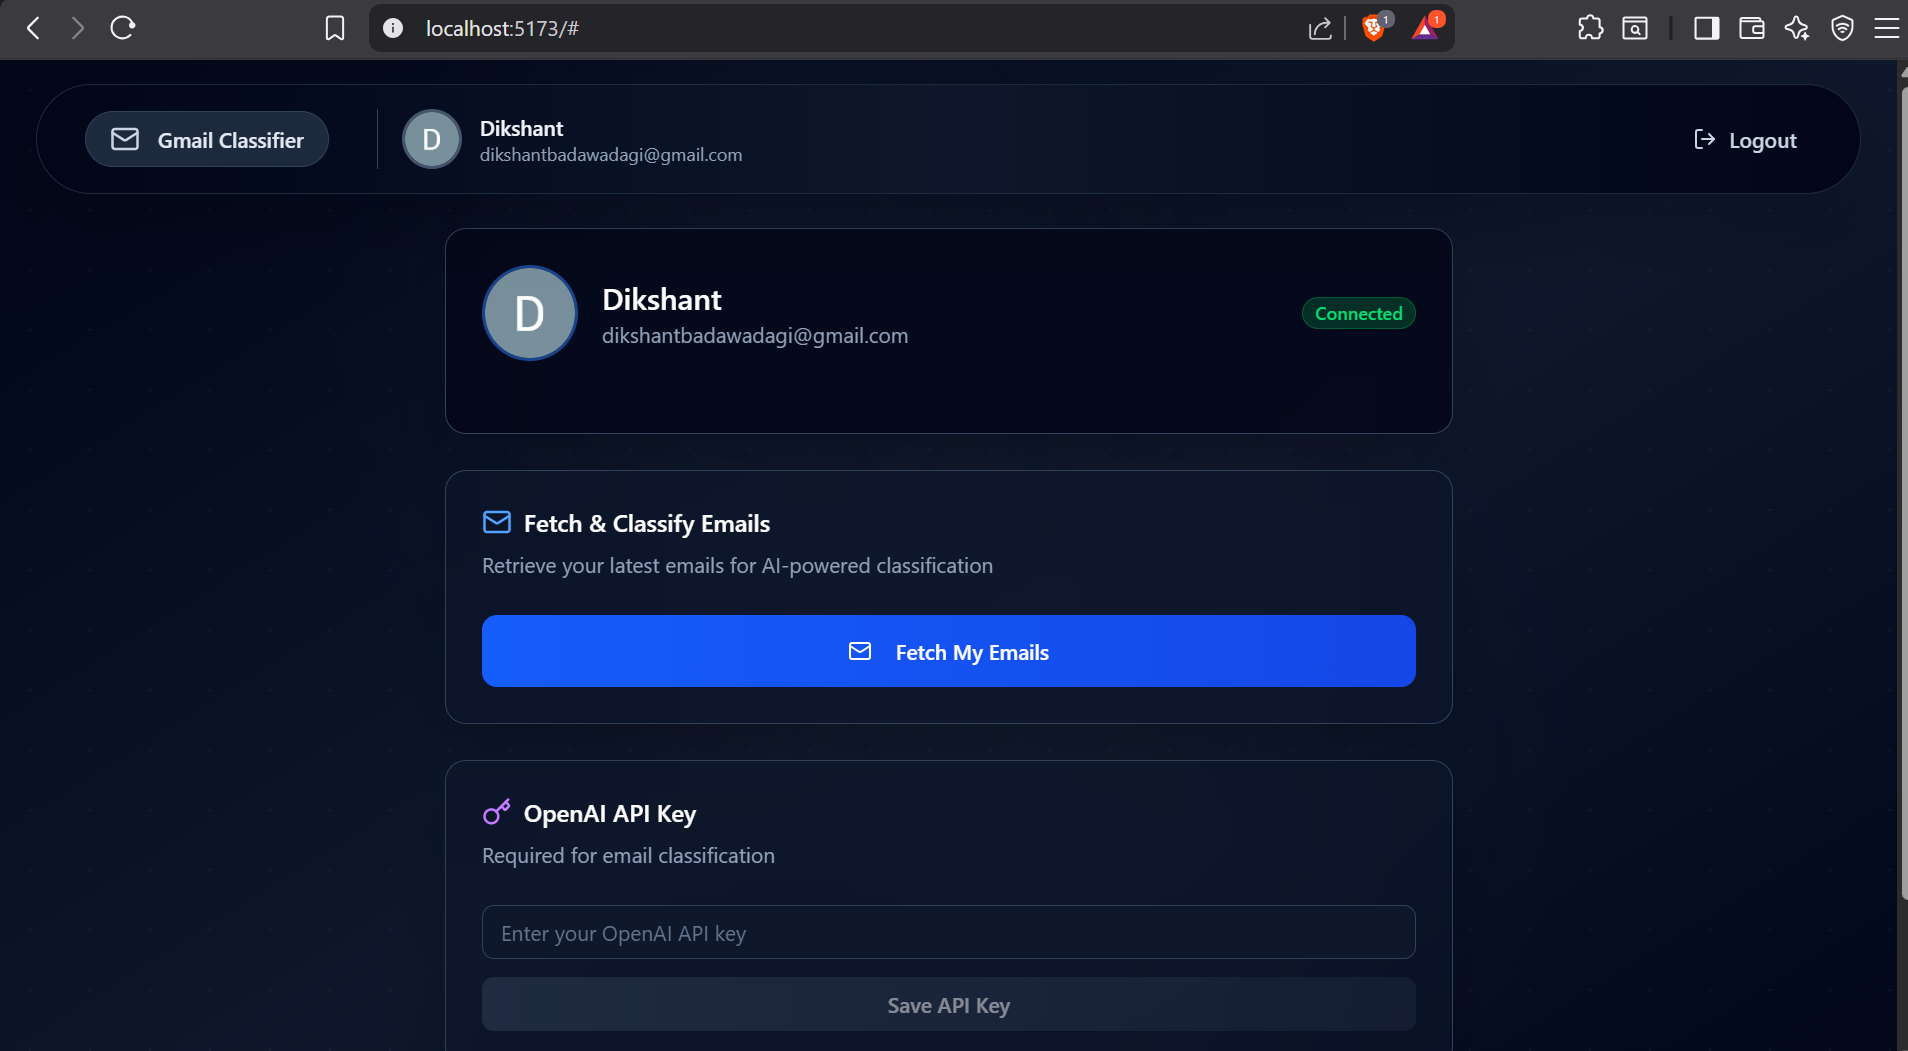 localhost:5173/#
1
1
Gmail Classifier
D
Dikshant
dikshantbadawadagi@gmail.com
Logout
D
Dikshant
dikshantbadawadagi@gmail.com
Connected
Fetch & Classify Emails
Retrieve your latest emails for AI-powered classification
Fetch My Emails
OpenAI API Key
Required for email classification
Enter your OpenAI API key
Save API Key